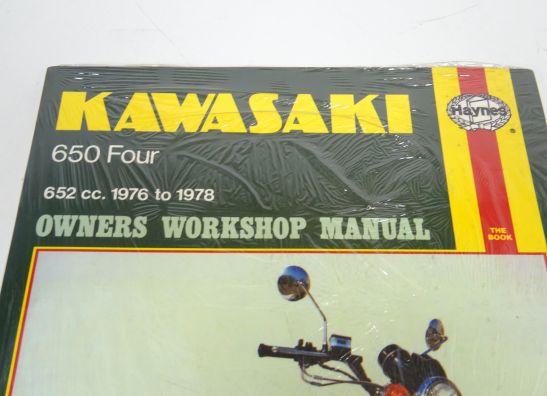 KAWASAKI
650 Four
652 cc. 1976 to 1978
OWNERS WORKSHOP MANUAL
Haynes
THE
BOOK